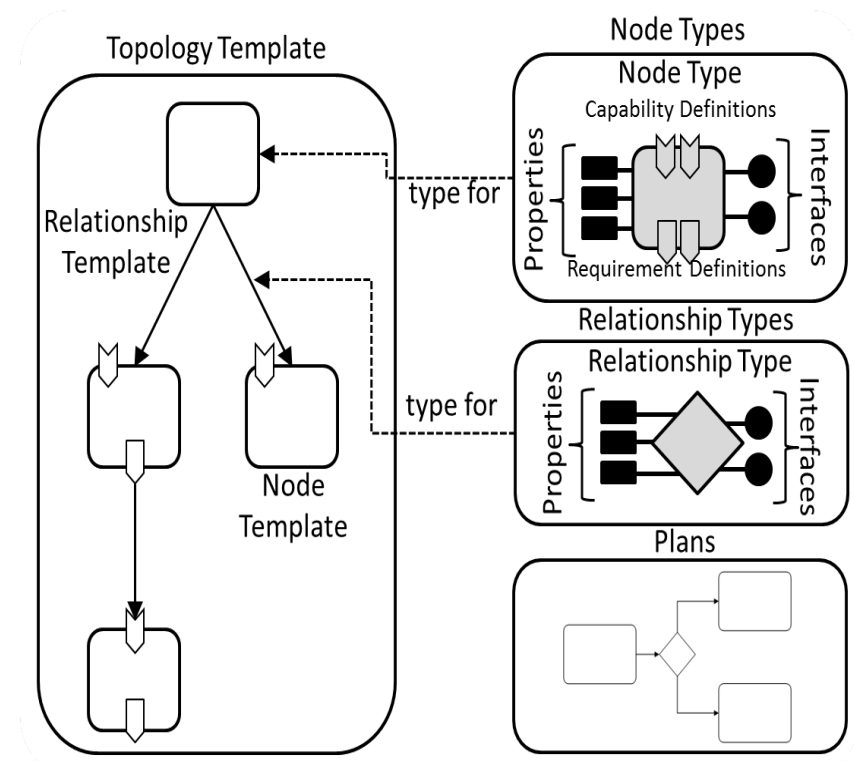 Topology Template
Relationship
Template
Node
Template
type for
type for
Node Types
Node Type
Capability Definitions
Properties
Interfaces
Requirement Definitions
Relationship Types
Relationship Type
Properties
Interfaces
Plans